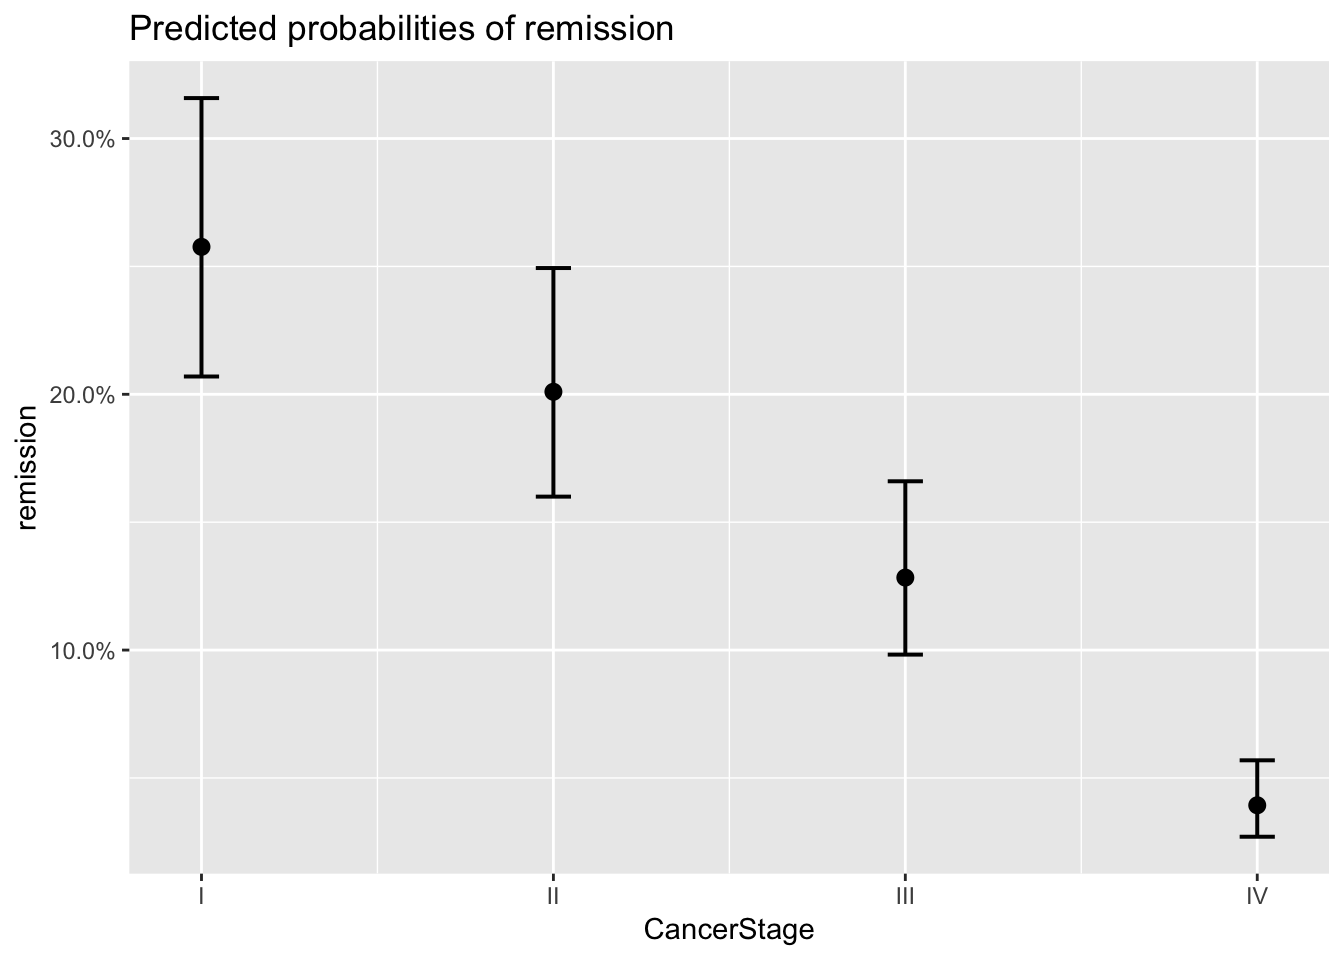 Predicted probabilities of remission
30.0%
20.0%
10.0%
remission
I
II
III
IV
CancerStage